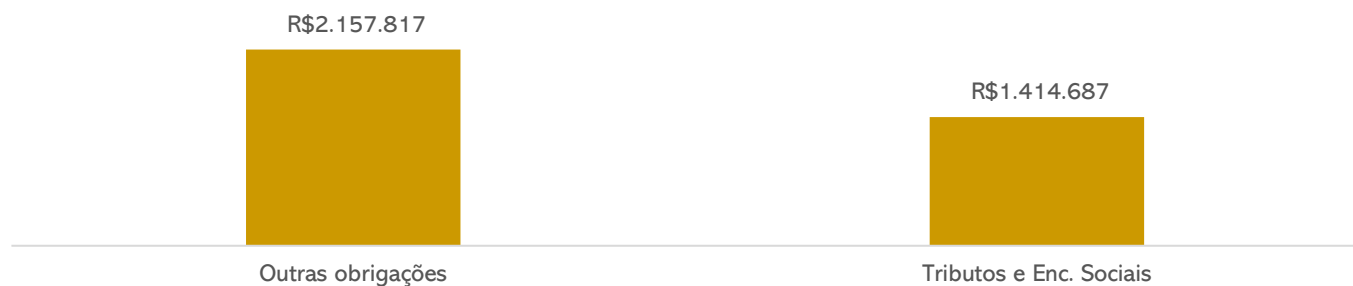 R$2.157.817
R$1.414.687
Outras obrigações
Tributos e Enc. Sociais